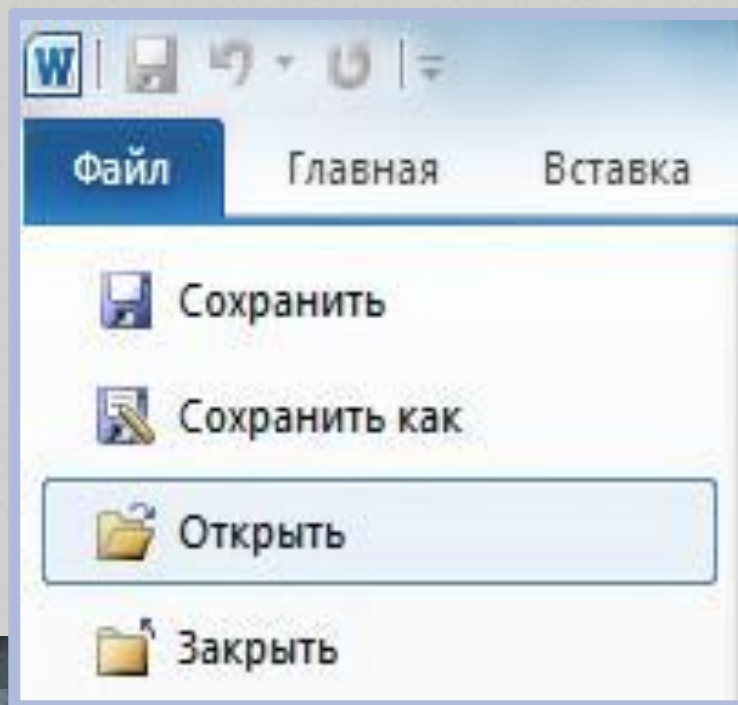 W
Файл Главная Вставка
Сохранить
Сохранить как
Открыть
Закрыть